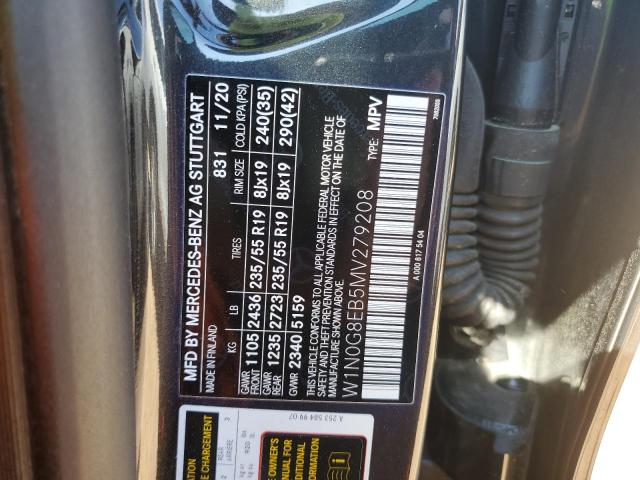 MFD BY MERCEDES-BENZ AG STUTTGART
MADE IN FINLAND 831 11/20
KG LB TIRES RIM SIZE COLD KPA (PSI)
GAWR FRONT 1105 2436 235/55 R19 8Jx19 240(35)
GAWR REAR 1235 2723 235/55 R19 8Jx19 290(42)
GVWR 2340 5159
THIS VEHICLE CONFORMS TO ALL APPLICABLE FEDERAL MOTOR VEHICLE
SAFETY AND THEFT PREVENTION STANDARDS IN EFFECT ON THE DATE OF
MANUFACTURE SHOWN ABOVE.
TYPE: MPV
W1N0G8EB5MV279208
A 000 817 54 04
A 253 584 99 07
REAR
ARRIÈRE
3
2
CHARGEMENT
OWNER'S
FOR